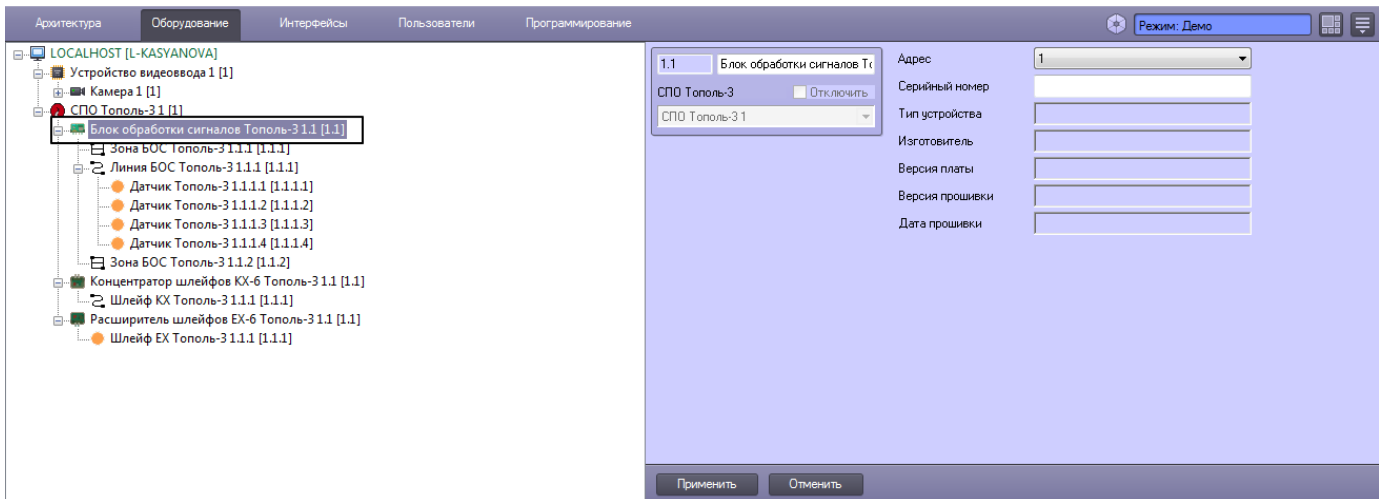 Архитектура Оборудование Интерфейсы Пользователи Программирование Режим: Демо
LOCALHOST [L-KASYANOVA]
Устройство видеоввода 1 [1]
Камера 1 [1]
СПО Тополь-3 1 [1]
Блок обработки сигналов Тополь-3 1.1 [1.1]
Зона БОС Тополь-3 1.1.1 [1.1.1]
Линия БОС Тополь-3 1.1.1 [1.1.1]
Датчик Тополь-3 1.1.1.1 [1.1.1.1]
Датчик Тополь-3 1.1.1.2 [1.1.1.2]
Датчик Тополь-3 1.1.1.3 [1.1.1.3]
Датчик Тополь-3 1.1.1.4 [1.1.1.4]
Зона БОС Тополь-3 1.1.2 [1.1.2]
Концентратор шлейфов КХ-6 Тополь-3 1.1 [1.1]
Шлейф КХ Тополь-3 1.1.1 [1.1.1]
Расширитель шлейфов ЕХ-6 Тополь-3 1.1 [1.1]
Шлейф ЕХ Тополь-3 1.1.1 [1.1.1]
1.1 Блок обработки сигналов То
СПО Тополь-3 Отключить
СПО Тополь-3 1
Адрес 1
Серийный номер
Тип устройства
Изготовитель
Версия платы
Версия прошивки
Дата прошивки
Применить Отменить